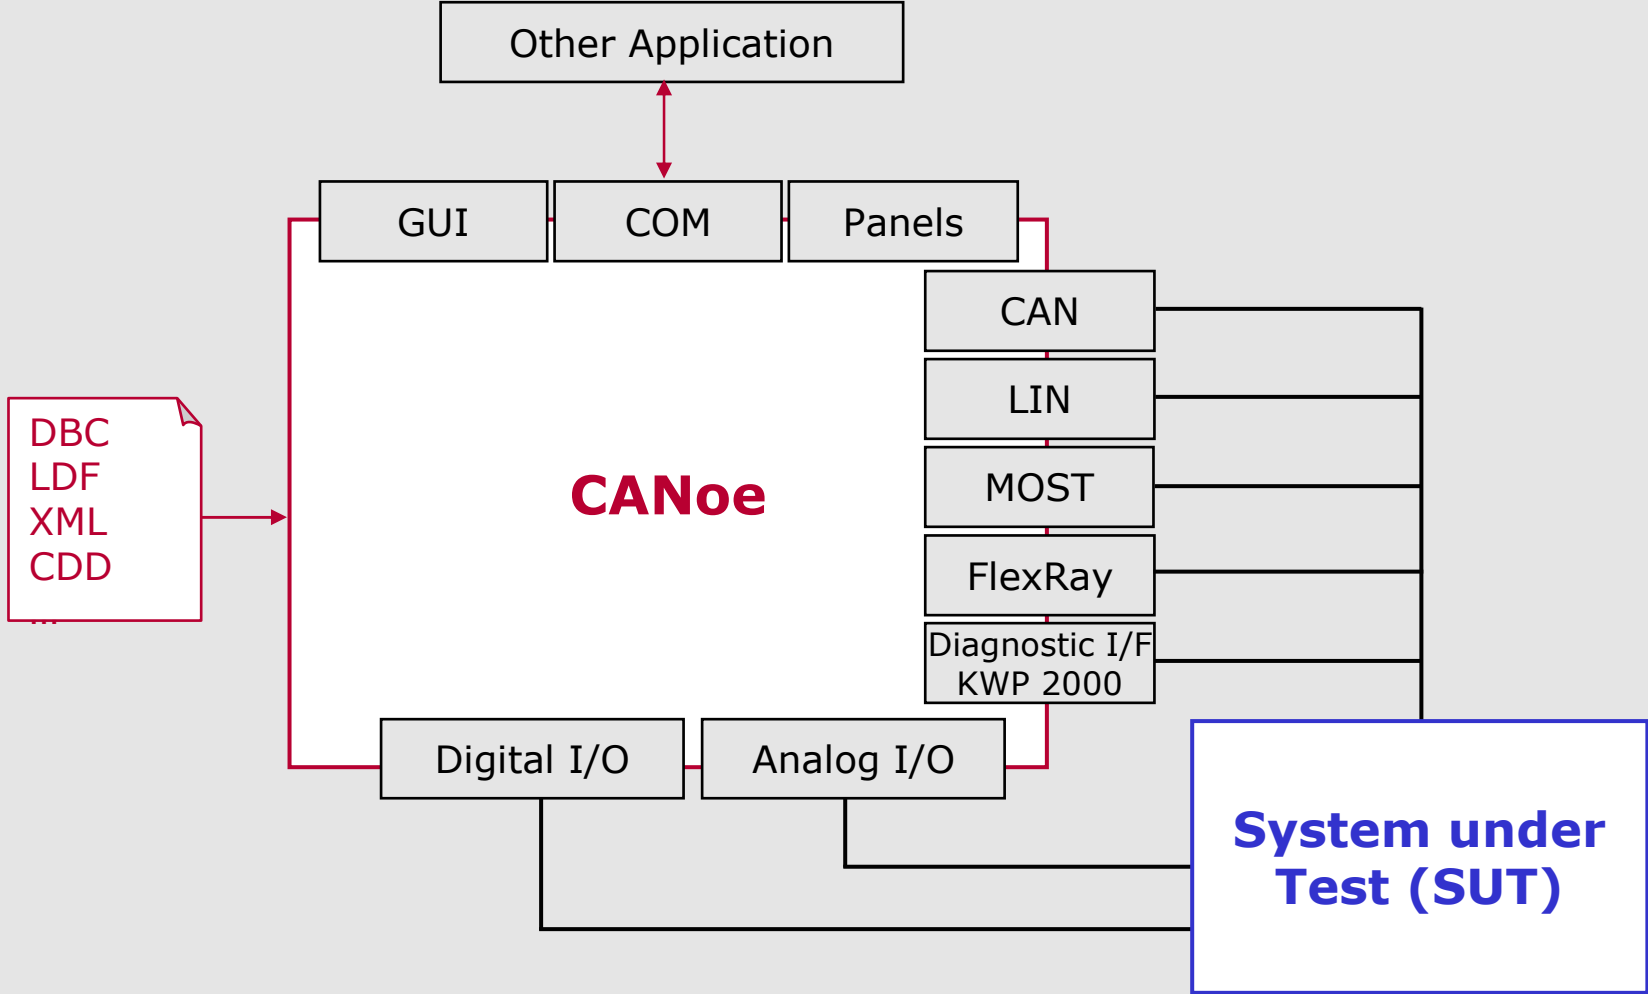 Other Application
GUI
COM
Panels
CAN
LIN
MOST
FlexRay
Diagnostic I/F
KWP 2000
DBC
LDF
XML
CDD
...
CANoe
Digital I/O
Analog I/O
System under
Test (SUT)